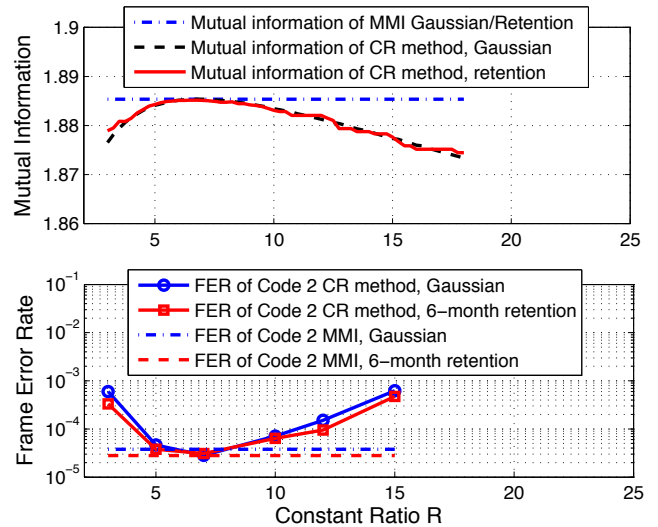 1.9
1.89
1.88
1.87
1.86
Mutual Information
Mutual information of MMI Gaussian/Retention
Mutual information of CR method, Gaussian
Mutual information of CR method, retention
5 10 15 20 25
10^-1
10^-2
10^-3
10^-4
10^-5
Frame Error Rate
FER of Code 2 CR method, Gaussian
FER of Code 2 CR method, 6-month retention
FER of Code 2 MMI, Gaussian
FER of Code 2 MMI, 6-month retention
5 10 15 20 25
Constant Ratio R